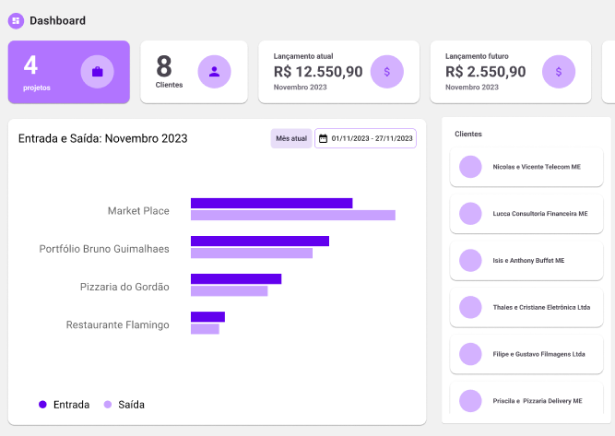 Dashboard
4
projetos
8
Clientes
Lançamento atual
R$ 12.550,90
Novembro 2023
$
Lançamento futuro
R$ 2.550,90
Novembro 2023
$
Entrada e Saída: Novembro 2023
Mês atual
01/11/2023 - 27/11/2023
Market Place
Portfólio Bruno Guimalhaes
Pizzaria do Gordão
Restaurante Flamingo
Entrada
Saída
Clientes
Nicolas e Vicente Telecom ME
Lucca Consultoria Financeira ME
Isis e Anthony Buffet ME
Thales e Cristiane Eletrônica Ltda
Filipe e Gustavo Filmagens Ltda
Priscila e Pizzaria Delivery ME